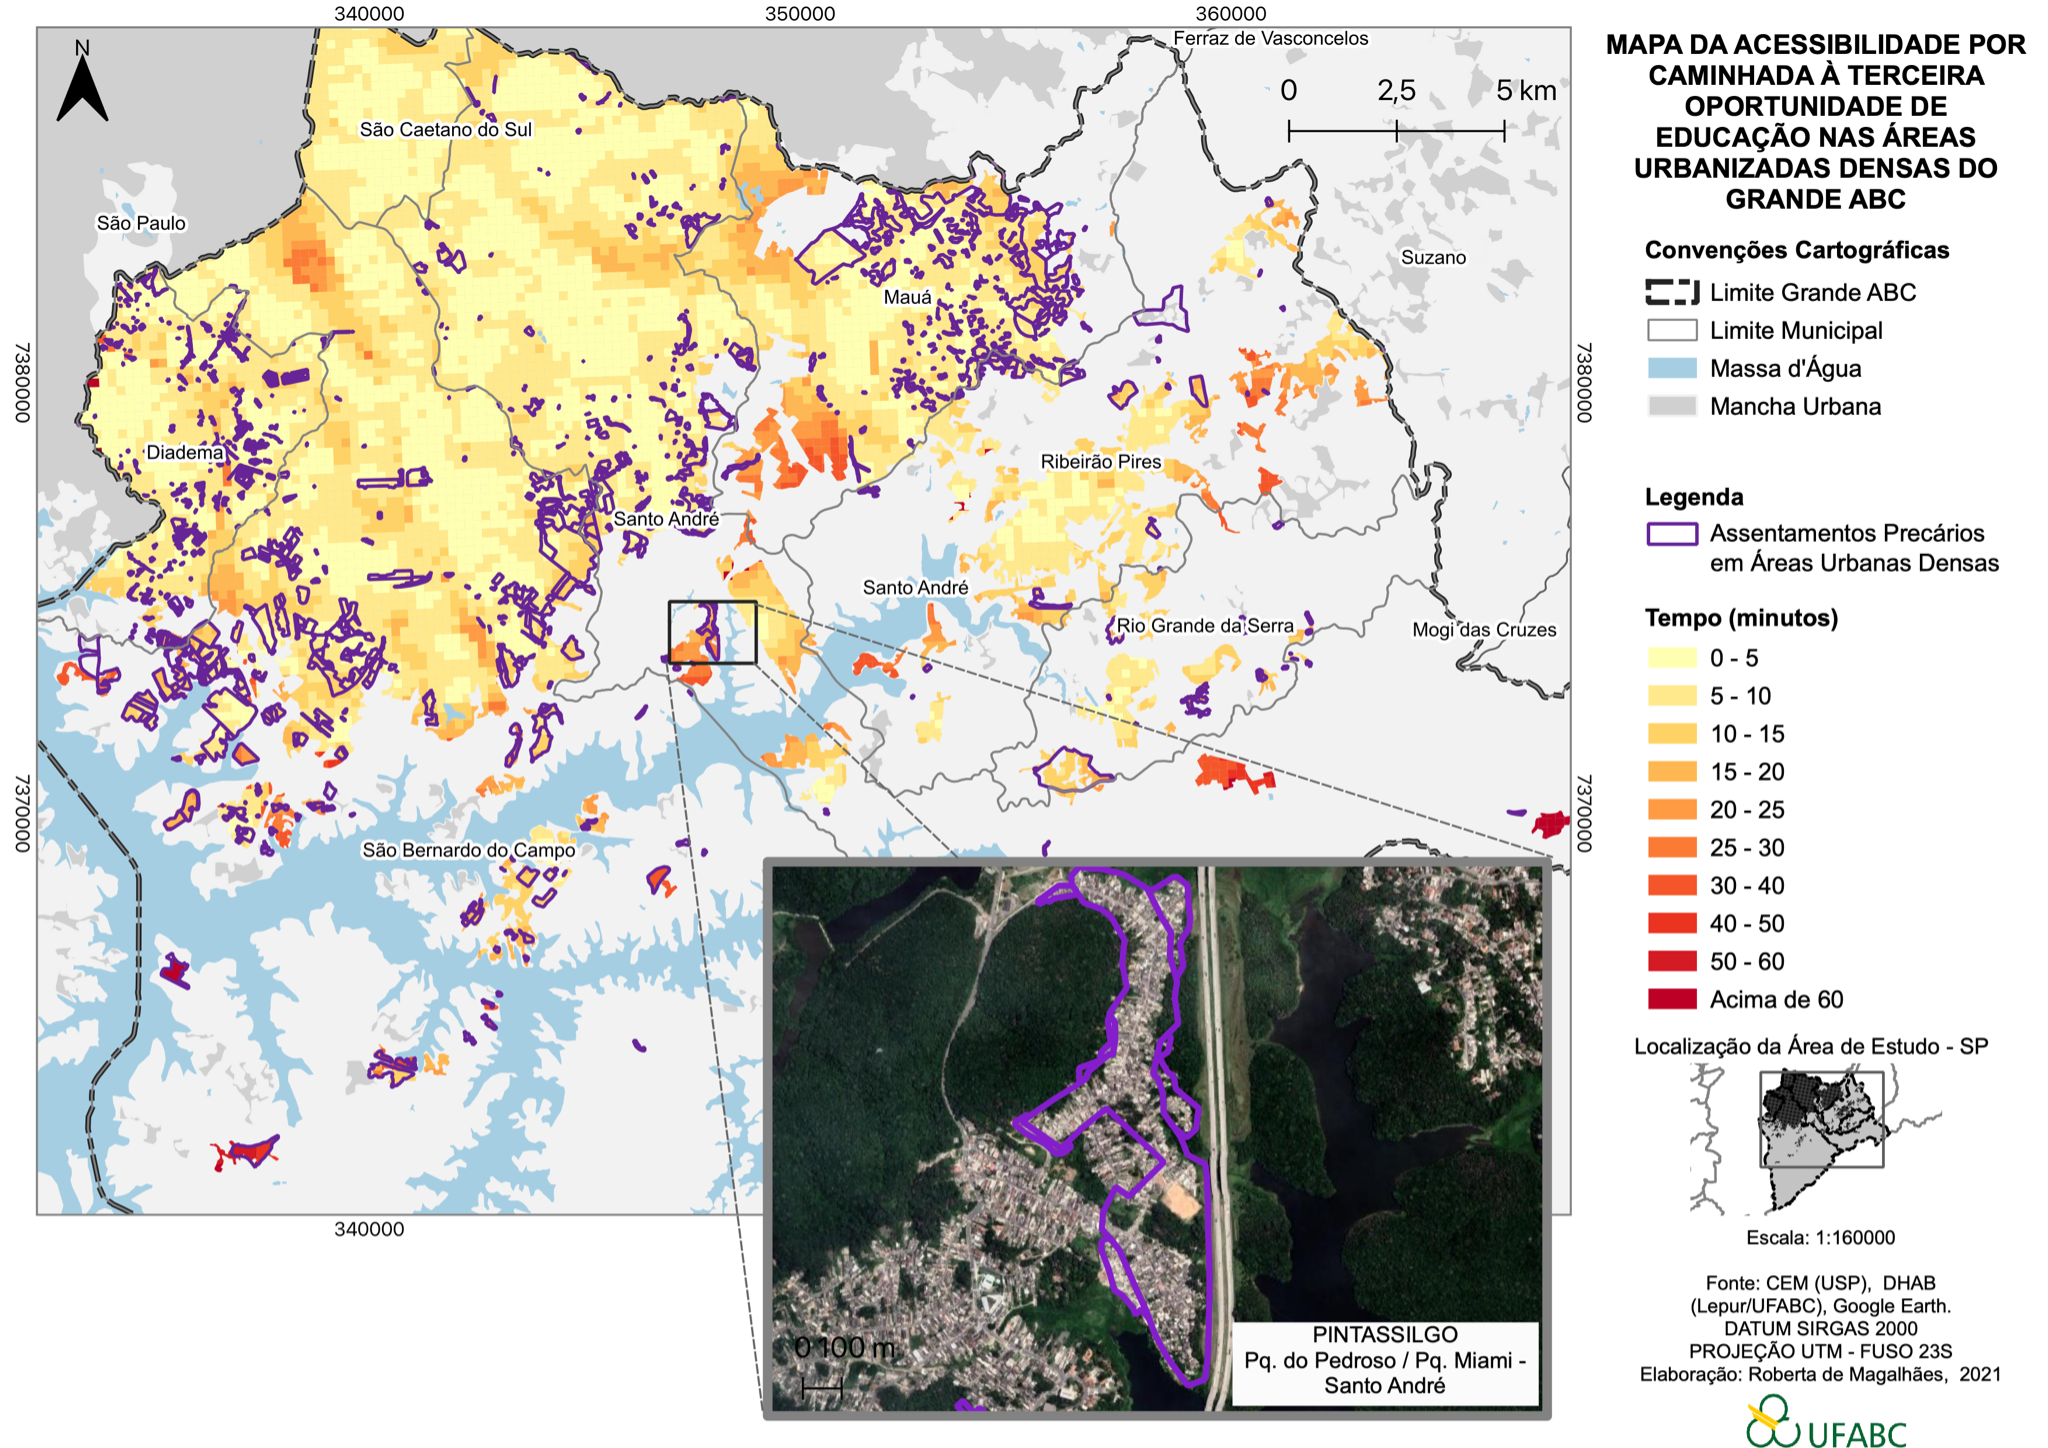 340000
350000
360000
N
Ferraz de Vasconcelos
0 2,5 5 km
São Caetano do Sul
São Paulo
Suzano
Mauá
7380000
7380000
Diadema
Ribeirão Pires
Santo André
Santo André
Rio Grande da Serra
Mogi das Cruzes
7370000
7370000
São Bernardo do Campo
340000
0 100 m
PINTASSILGO
Pq. do Pedroso / Pq. Miami -
Santo André
MAPA DA ACESSIBILIDADE POR
CAMINHADA À TERCEIRA
OPORTUNIDADE DE
EDUCAÇÃO NAS ÁREAS
URBANIZADAS DENSAS DO
GRANDE ABC
Convenções Cartográficas
Limite Grande ABC
Limite Municipal
Massa d'Água
Mancha Urbana
Legenda
Assentamentos Precários
em Áreas Urbanas Densas
Tempo (minutos)
0 - 5
5 - 10
10 - 15
15 - 20
20 - 25
25 - 30
30 - 40
40 - 50
50 - 60
Acima de 60
Localização da Área de Estudo - SP
Escala: 1:160000
Fonte: CEM (USP), DHAB
(Lepur/UFABC), Google Earth.
DATUM SIRGAS 2000
PROJEÇÃO UTM - FUSO 23S
Elaboração: Roberta de Magalhães, 2021
UFABC